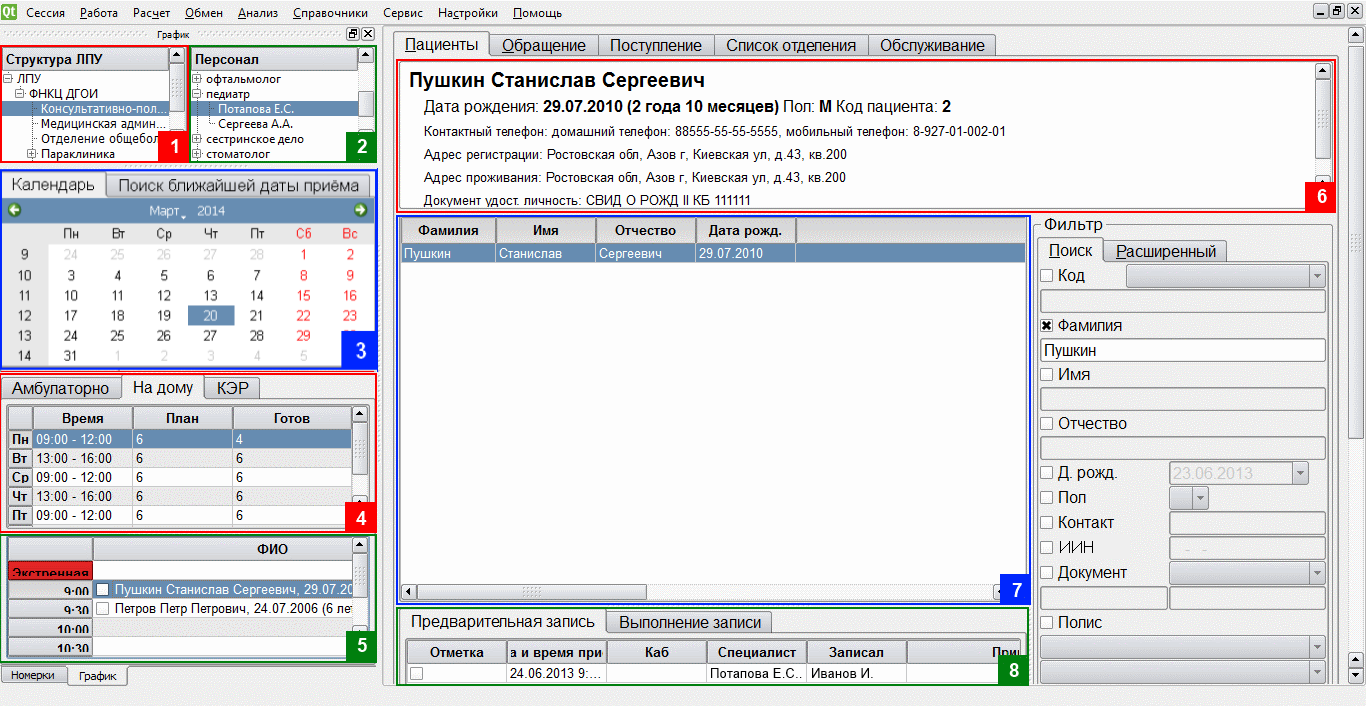 Qt Сессия Работа Расчет Обмен Анализ Справочники Сервис Настройки Помощь
График
Структура ЛПУ
ЛПУ
ФНКЦ ДГОИ
Консультативно-пол...
Медицинская админ...
Отделение общебол
Параклиника
1
Персонал
офтальмолог
педиатр
Потапова Е.С.
Сергеева А.А.
сестринское дело
стоматолог
2
Календарь Поиск ближайшей даты приёма
Март, 2014
Пн Вт Ср Чт Пт Сб Вс
9 24 25 26 27 28 1 2
10 3 4 5 6 7 8 9
11 10 11 12 13 14 15 16
12 17 18 19 20 21 22 23
13 24 25 26 27 28 29
14 31 1 2 3 4 5
3
Амбулаторно На дому КЭР
Время План Готов
Пн 09:00 - 12:00 6 4
Вт 13:00 - 16:00 6 6
Ср 09:00 - 12:00 6 6
Чт 13:00 - 16:00 6 6
Пт 09:00 - 12:00 6 6
4
ФИО
Экстренная
9:00 Пушкин Станислав Сергеевич, 29.07.20
9:30 Петров Петр Петрович, 24.07.2006 (6 лет
10:00
10:30
5
Номерки График
Пациенты Обращение Поступление Список отделения Обслуживание
Пушкин Станислав Сергеевич
Дата рождения: 29.07.2010 (2 года 10 месяцев) Пол: М Код пациента: 2
Контактный телефон: домашний телефон: 88555-55-55-5555, мобильный телефон: 8-927-01-002-01
Адрес регистрации: Ростовская обл, Азов г, Киевская ул, д.43, кв.200
Адрес проживания: Ростовская обл, Азов г, Киевская ул, д.43, кв.200
Документ удост. личность: СВИД О РОЖД II КБ 111111
6
Фамилия Имя Отчество Дата рожд.
Пушкин Станислав Сергеевич 29.07.2010
7
Предварительная запись Выполнение записи
Отметка а и время при Каб Специалист Записал При
24.06.2013 9:... Потапова Е.С.. Иванов И.
8
Фильтр
Поиск Расширенный
Код
Фамилия
Пушкин
Имя
Отчество
Д. рожд. 23.06.2013
Пол
Контакт
ИИН - -
Документ
Полис